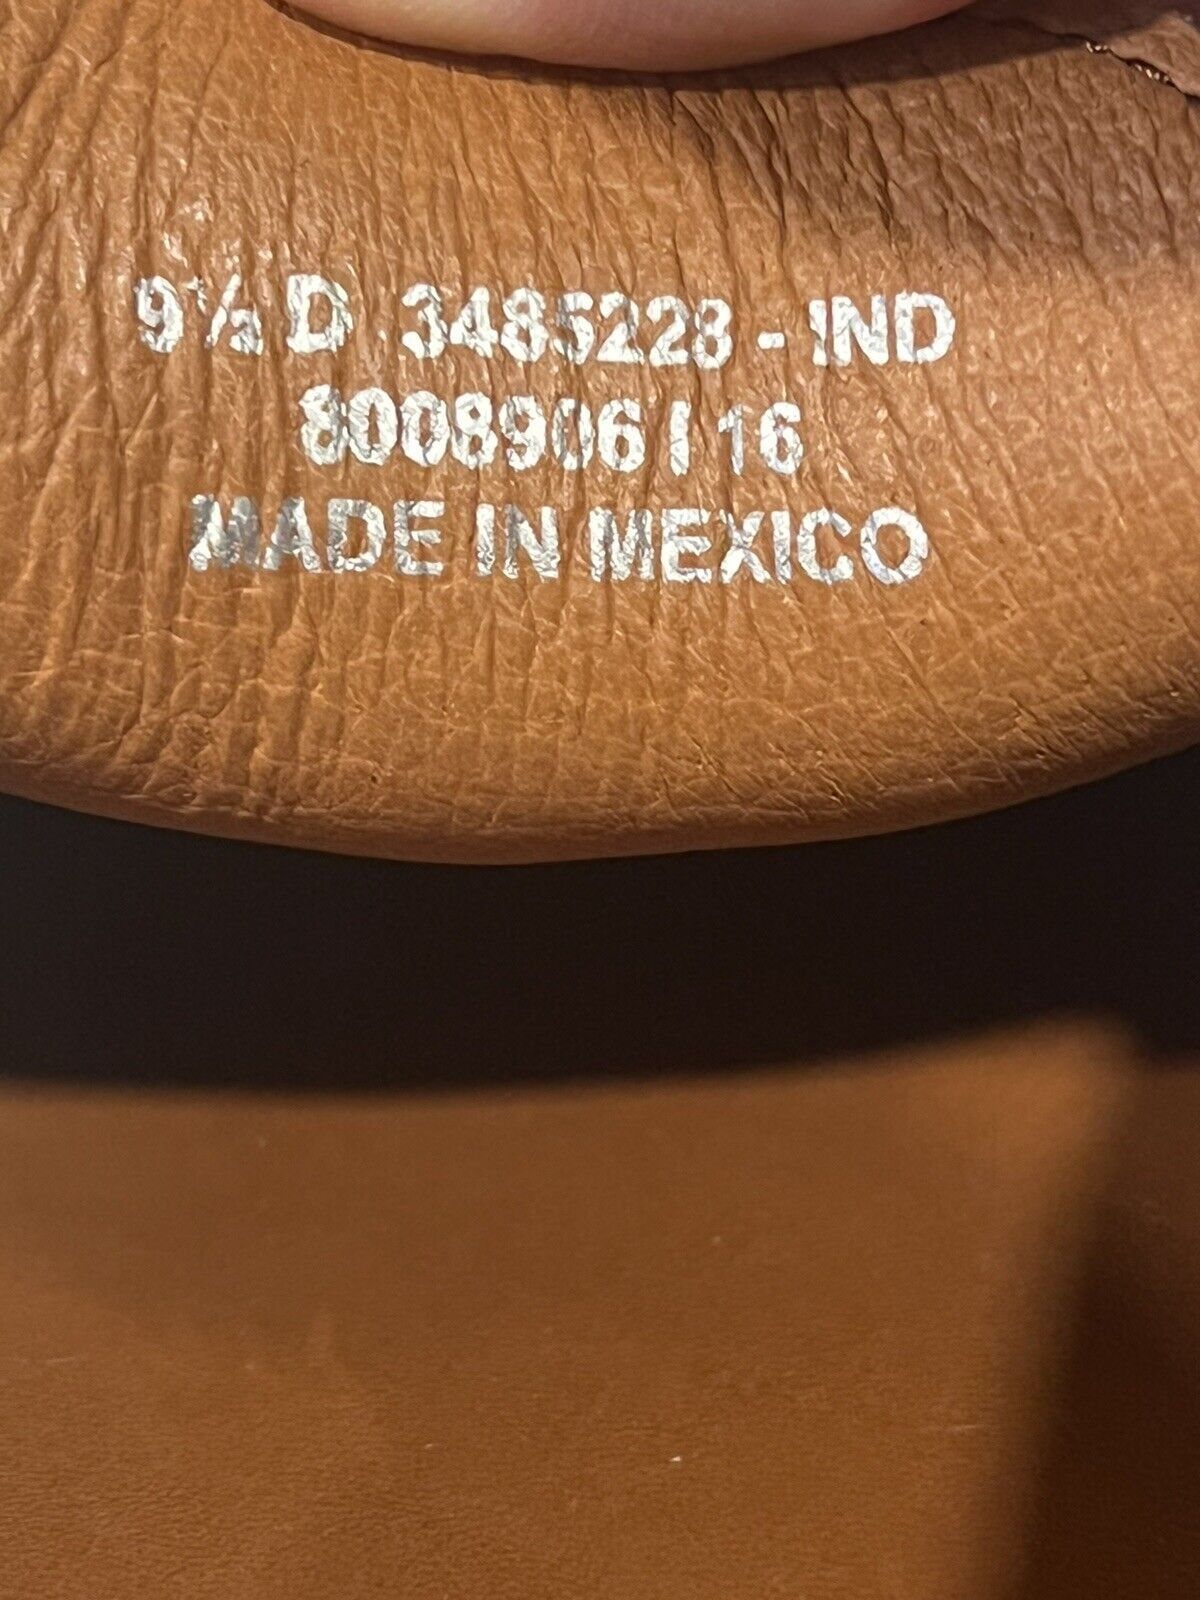 9½ D 3485228 - IND
8008906 / 16
MADE IN MEXICO